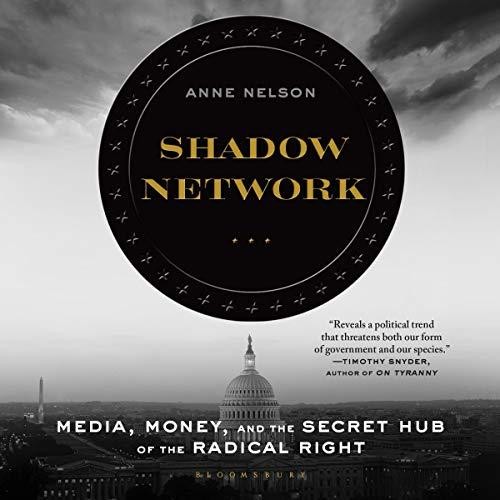 ANNE NELSON
SHADOW
NETWORK
...
"Reveals a political trend
that threatens both our form
of government and our species."
—TIMOTHY SNYDER,
AUTHOR OF ON TYRANNY
MEDIA, MONEY, AND THE SECRET HUB
OF THE RADICAL RIGHT
BLOOMSBURY